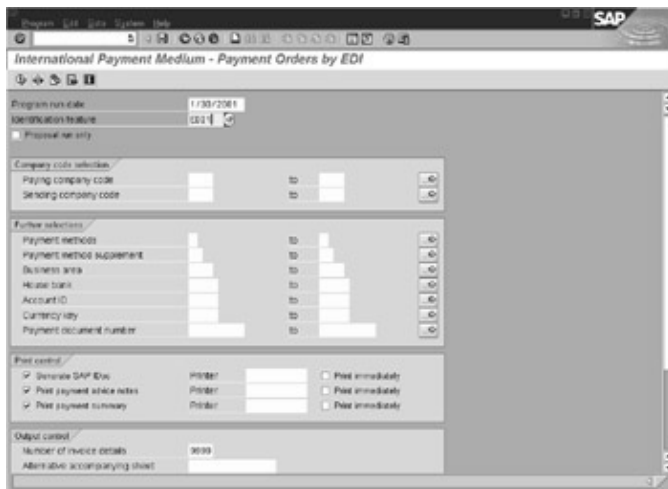 Program Edit Goto System Help
SAP
International Payment Medium - Payment Orders by EDI
Program run date 1/30/2001
Identification feature ED01
Proposal run only
Company code selection
Paying company code to
Sending company code to
Further selections
Payment methods to
Payment method supplement to
Business area to
House bank to
Account ID to
Currency key to
Payment document number to
Print control
Generate SAP IDoc Printer Print immediately
Print payment advice notes Printer Print immediately
Print payment summary Printer Print immediately
Output control
Number of invoice details 9999
Alternative accompanying sheet